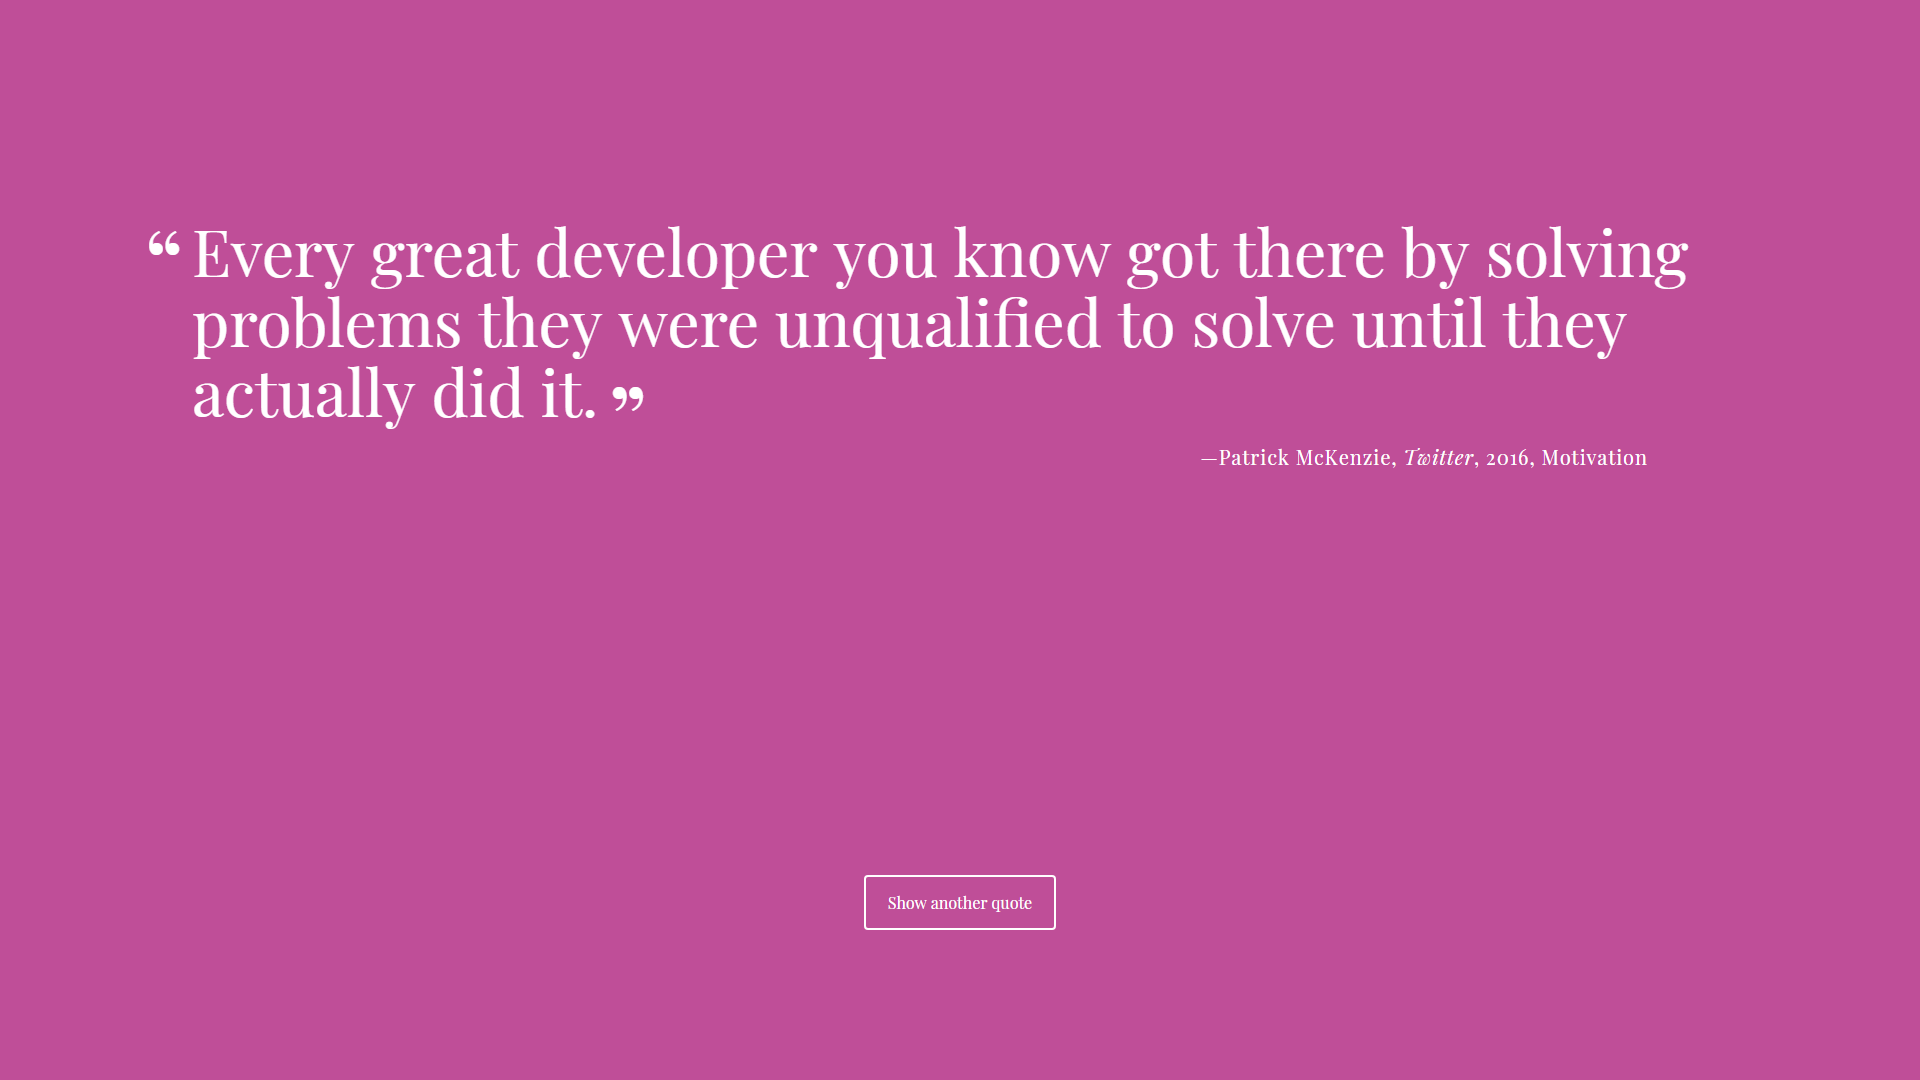 “Every great developer you know got there by solving
problems they were unqualified to solve until they
actually did it.”
—Patrick McKenzie, Twitter, 2016, Motivation
Show another quote